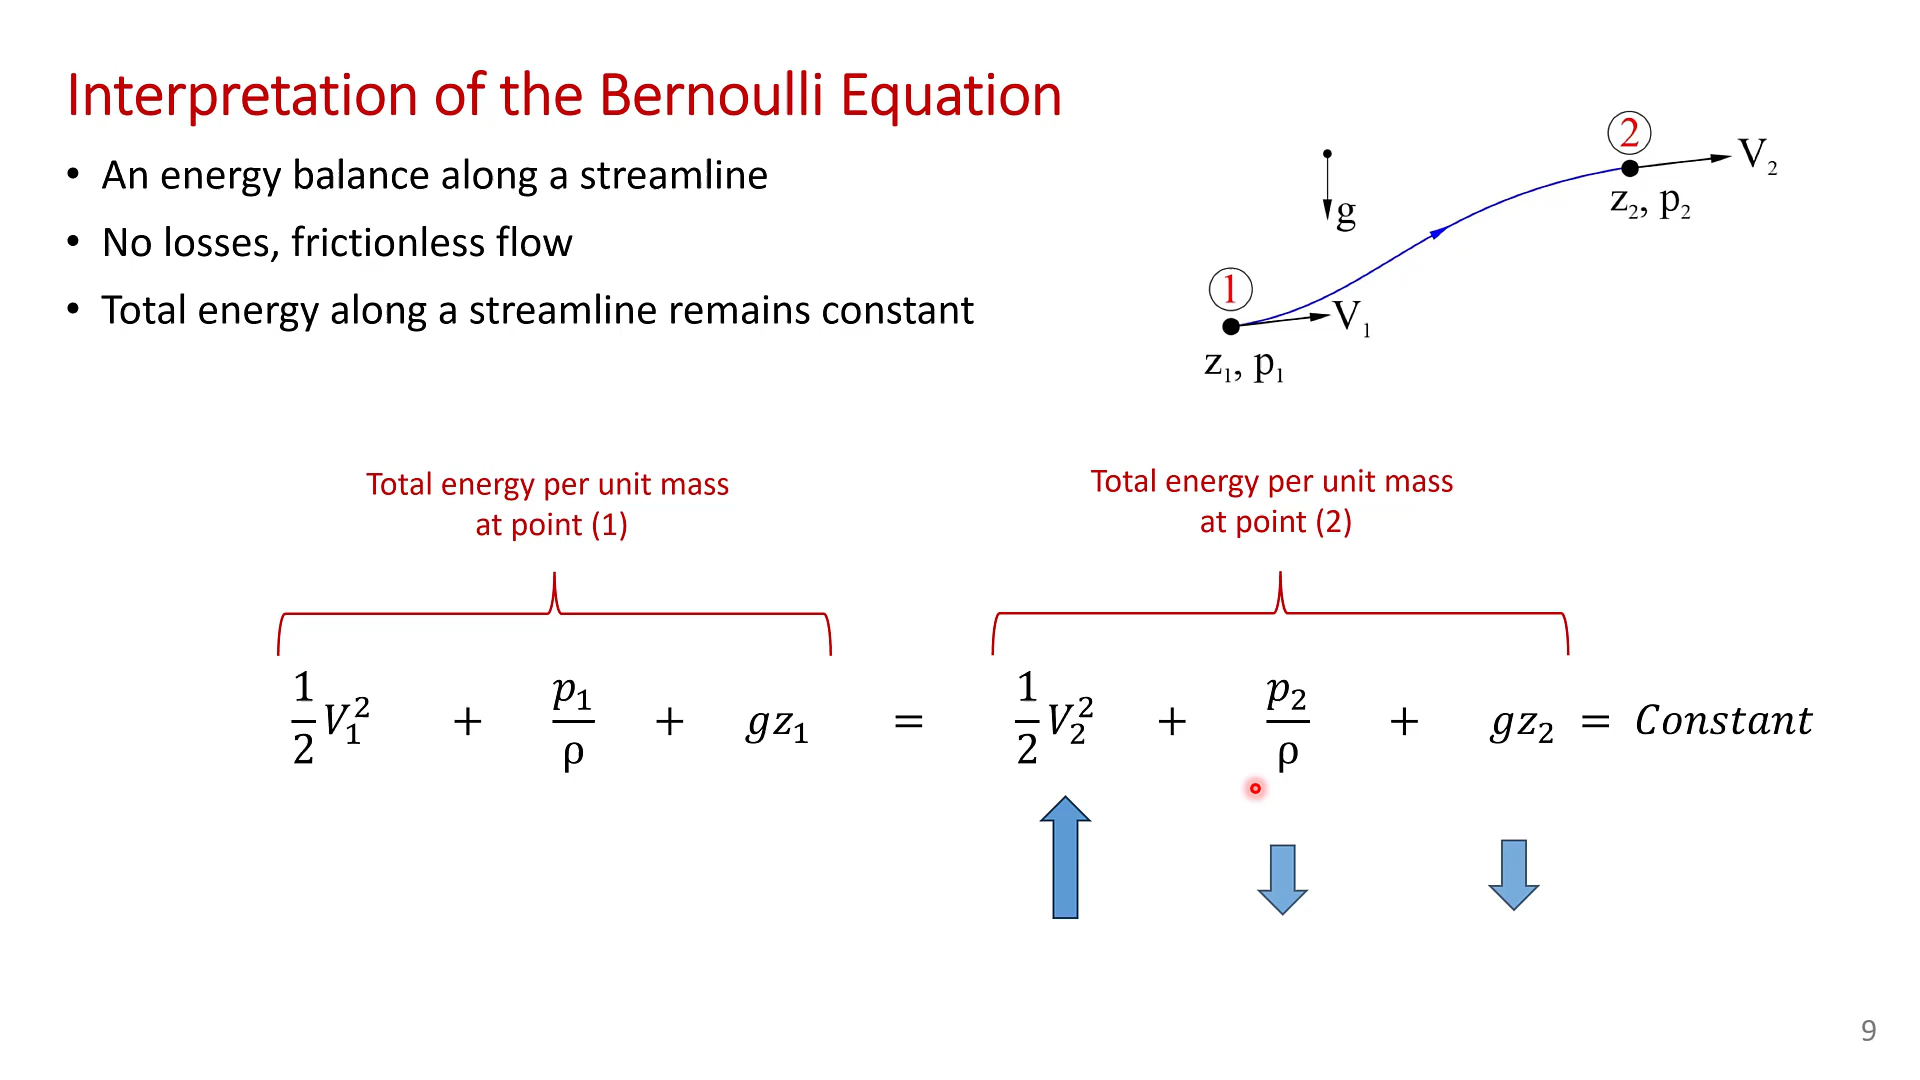 Interpretation of the Bernoulli Equation
• An energy balance along a streamline
• No losses, frictionless flow
• Total energy along a streamline remains constant
2
V₂
z₂, p₂
g
1
V₁
z₁, p₁
Total energy per unit mass
at point (1)
Total energy per unit mass
at point (2)
1/2 V₁² + p₁/ρ + gz₁ = 1/2 V₂² + p₂/ρ + gz₂ = Constant
9